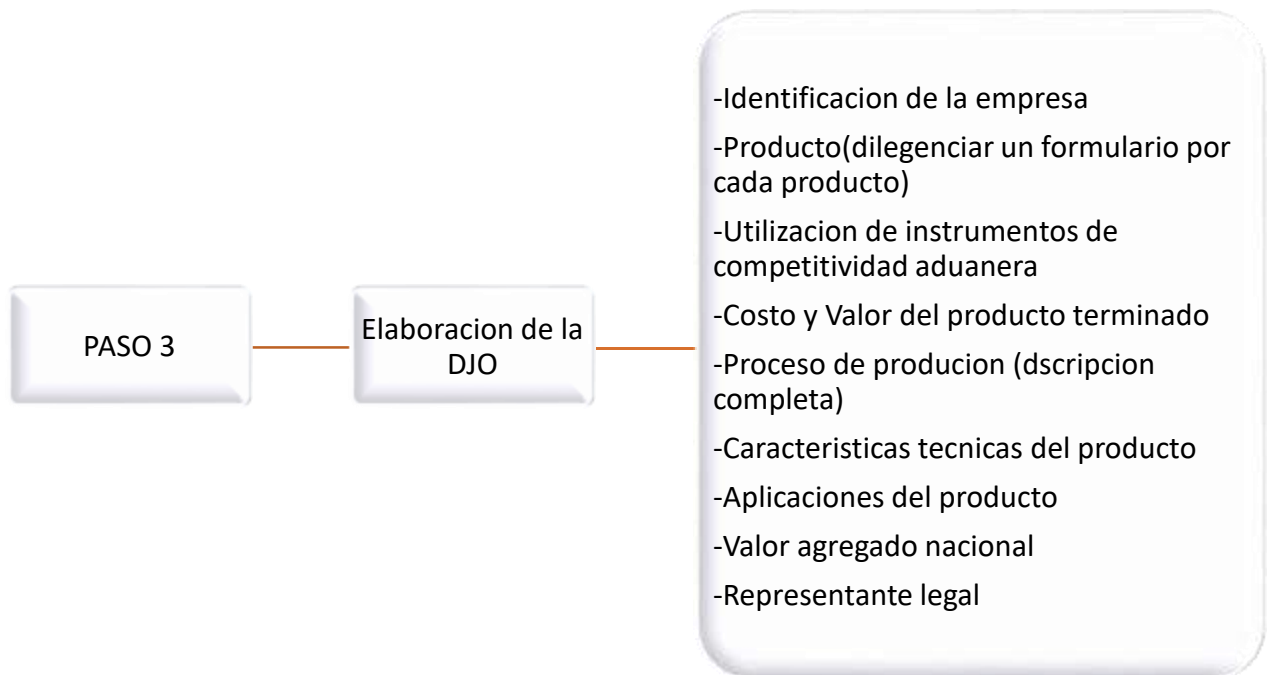 PASO 3
Elaboracion de la
DJO
-Identificacion de la empresa
-Producto(dilegenciar un formulario por
cada producto)
-Utilizacion de instrumentos de
competitividad aduanera
-Costo y Valor del producto terminado
-Proceso de producion (dscripcion
completa)
-Caracteristicas tecnicas del producto
-Aplicaciones del producto
-Valor agregado nacional
-Representante legal